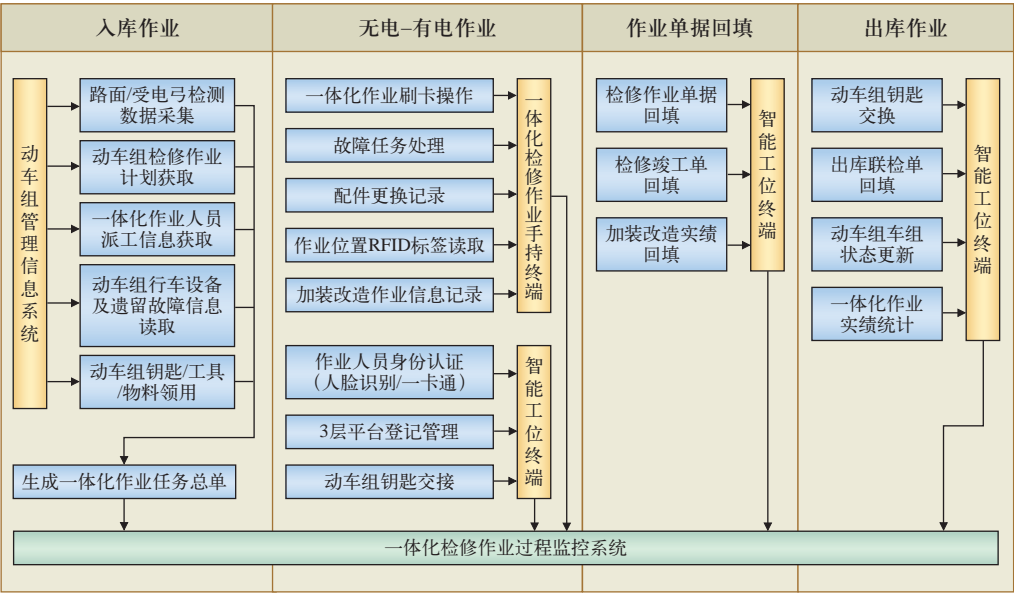 入库作业
动车组管理信息系统
路面/受电弓检测
数据采集
动车组检修作业
计划获取
一体化作业人员
派工信息获取
动车组行车设备
及遗留故障信息
读取
动车组钥匙/工具
/物料领用
生成一体化作业任务总单
无电-有电作业
一体化作业刷卡操作
故障任务处理
配件更换记录
作业位置RFID标签读取
加装改造作业信息记录
一体化检修作业手持终端
作业人员身份认证
（人脸识别/一卡通）
3层平台登记管理
动车组钥匙交接
智能工位终端
作业单据回填
检修作业单据
回填
检修竣工单
回填
加装改造实绩
回填
智能工位终端
出库作业
动车组钥匙
交换
出库联检单
回填
动车组车组
状态更新
一体化作业
实绩统计
智能工位终端
一体化检修作业过程监控系统